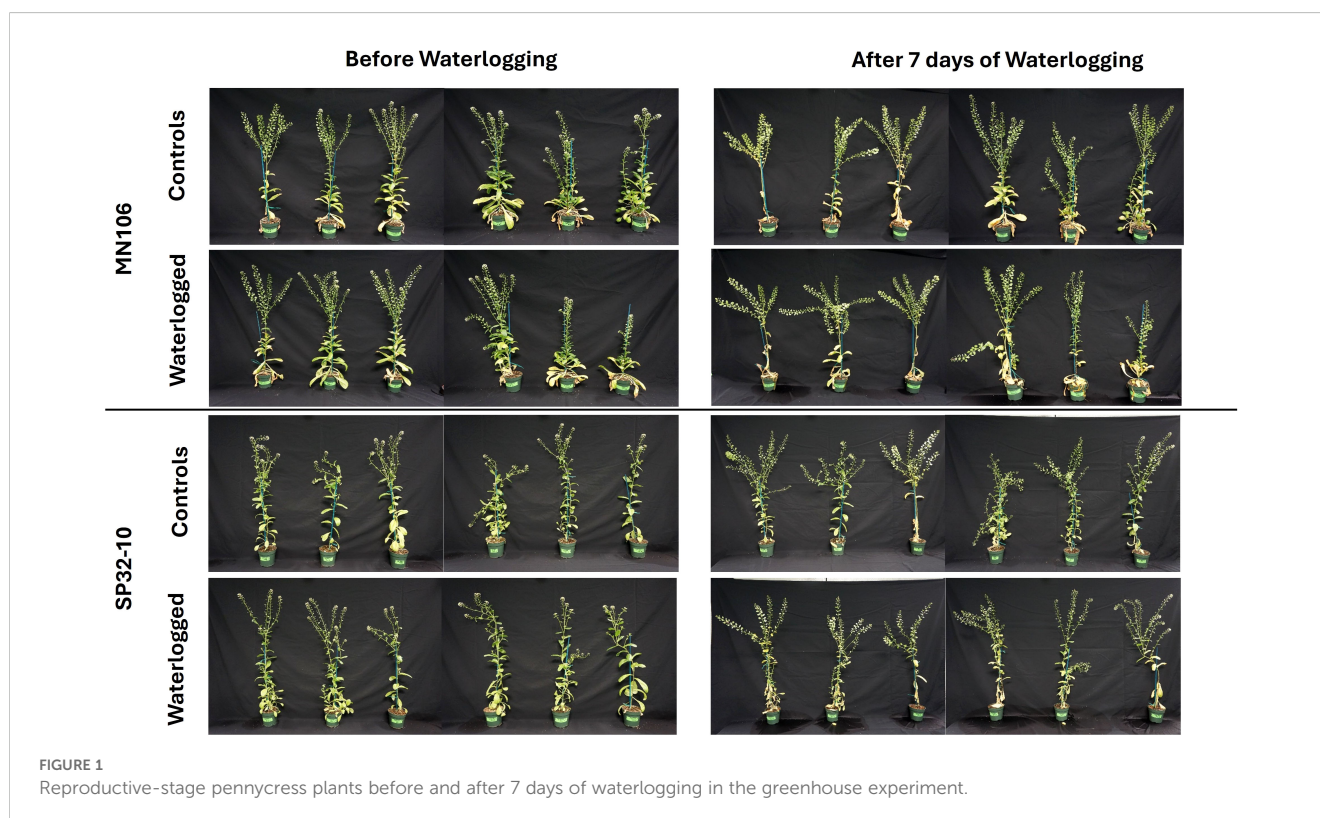 Before Waterlogging
After 7 days of Waterlogging
MN106
Controls
Waterlogged
SP32-10
Controls
Waterlogged
FIGURE 1
Reproductive-stage pennycress plants before and after 7 days of waterlogging in the greenhouse experiment.